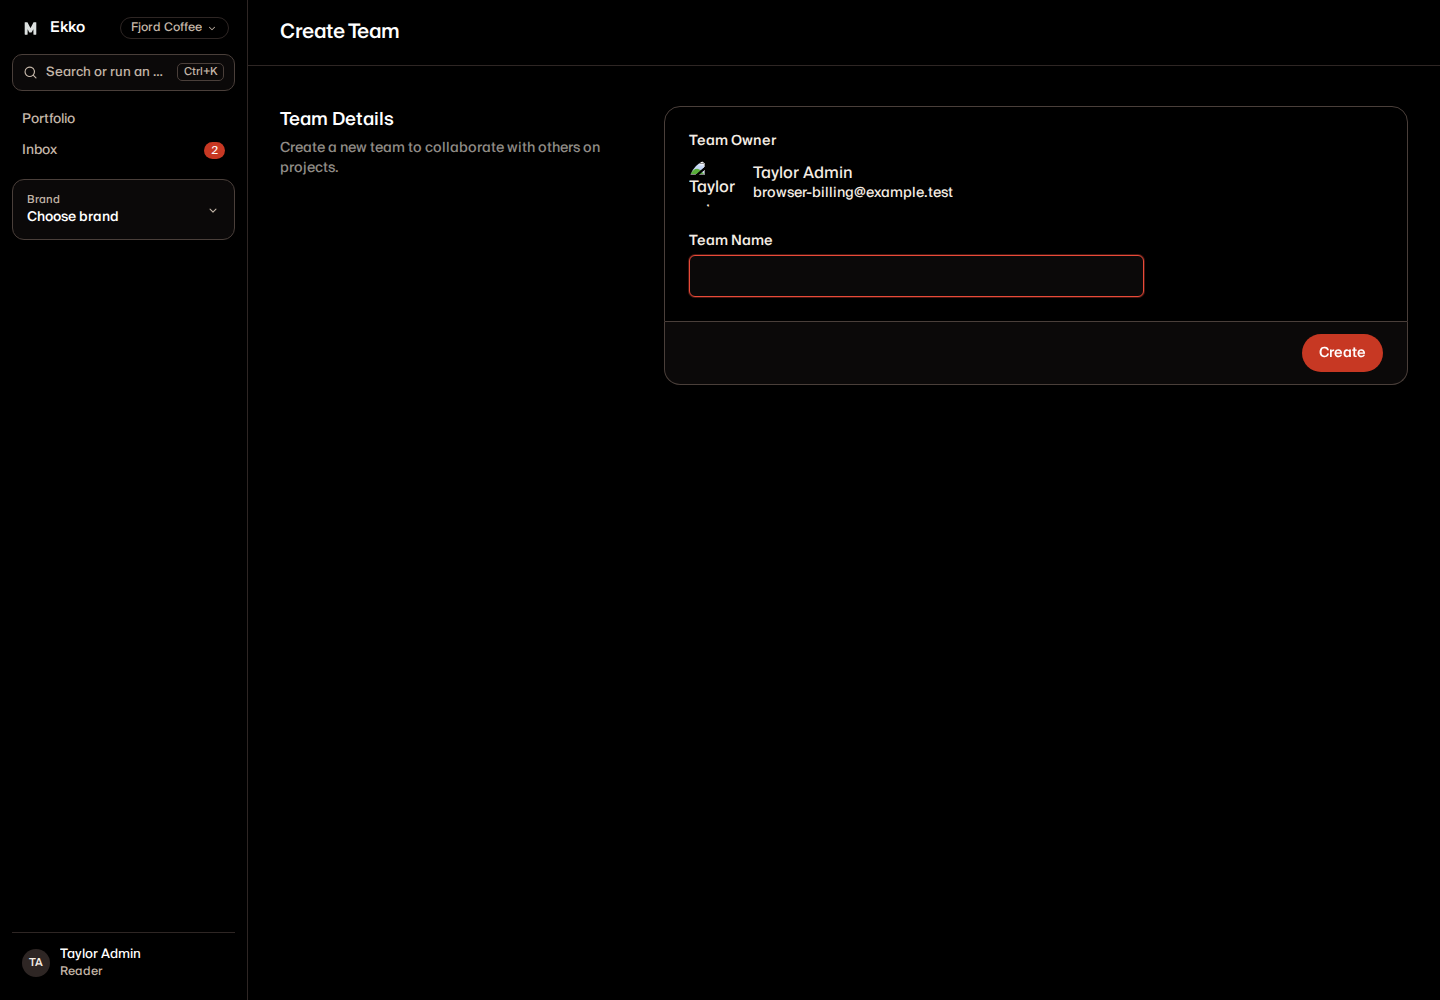 Ekko
Fjord Coffee
Search or run an ...
Ctrl+K
Portfolio
Inbox
2
Brand
Choose brand
Taylor Admin
Reader
TA
Create Team
Team Details
Create a new team to collaborate with others on
projects.
Team Owner
Taylor
Taylor Admin
browser-billing@example.test
Team Name
Create